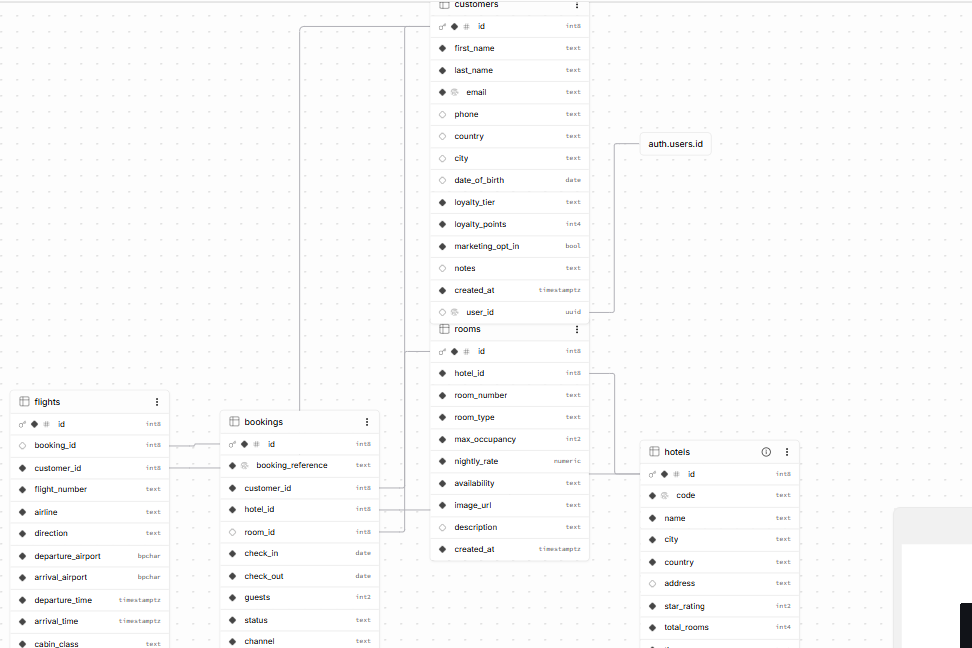 customers
id int8
first_name text
last_name text
email text
phone text
country text
city text
date_of_birth date
loyalty_tier text
loyalty_points int4
marketing_opt_in bool
notes text
created_at timestamptz
user_id uuid
auth.users.id
rooms
id int8
hotel_id int8
room_number text
room_type text
max_occupancy int2
nightly_rate numeric
availability text
image_url text
description text
created_at timestamptz
flights
id int8
booking_id int8
customer_id int8
flight_number text
airline text
direction text
departure_airport bpchar
arrival_airport bpchar
departure_time timestamptz
arrival_time timestamptz
cabin_class text
bookings
id int8
booking_reference text
customer_id int8
hotel_id int8
room_id int8
check_in date
check_out date
guests int2
status text
channel text
hotels
id int8
code text
name text
city text
country text
address text
star_rating int2
total_rooms int4